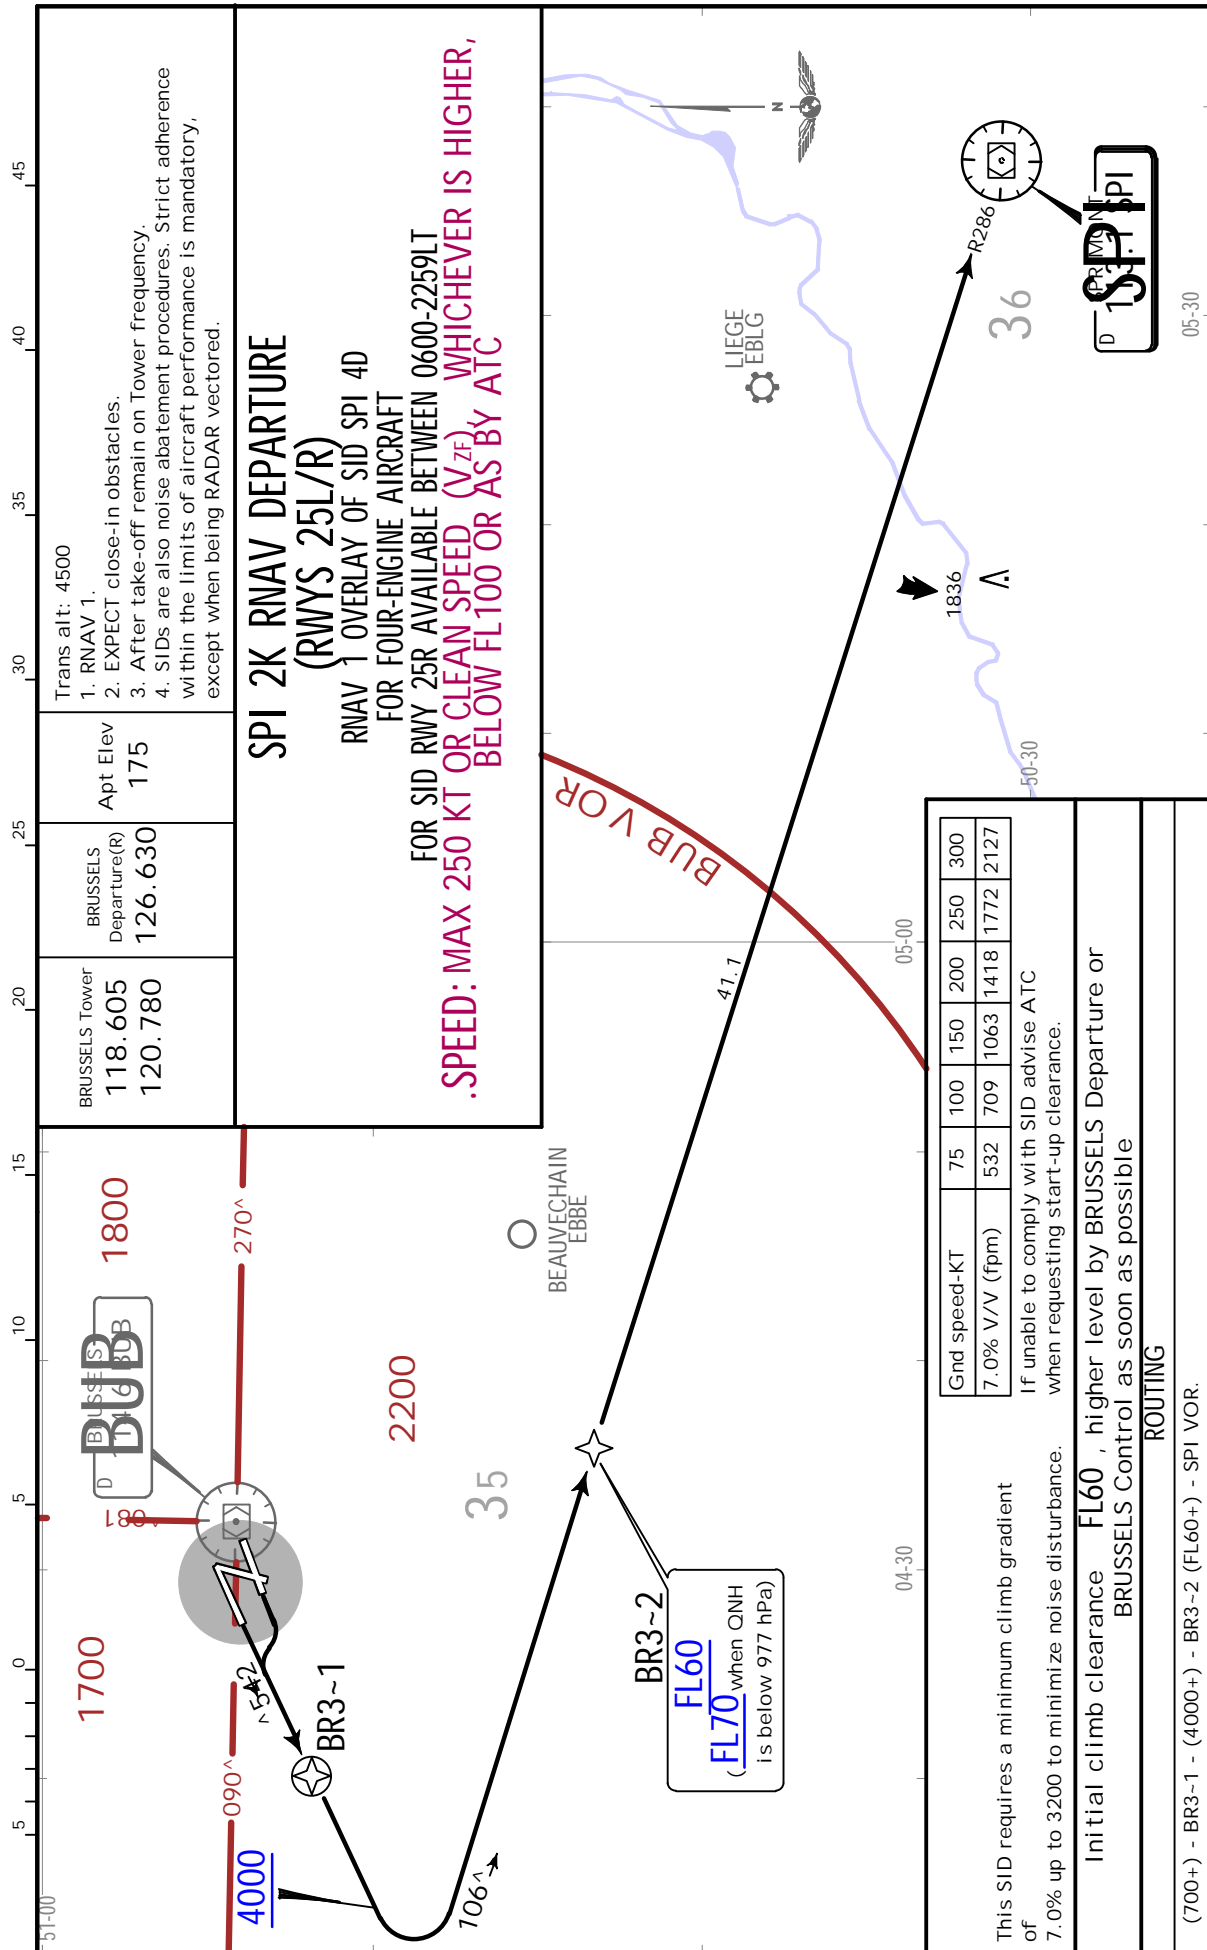 BRUSSELS Tower
118.605
120.780
BRUSSELS
Departure(R)
126.630
Apt Elev
175
Trans alt: 4500
1. RNAV 1.
2. EXPECT close-in obstacles.
3. After take-off remain on Tower frequency.
4. SIDs are also noise abatement procedures. Strict adherence
within the limits of aircraft performance is mandatory,
except when being RADAR vectored.
SPI 2K RNAV DEPARTURE
(RWYS 25L/R)
RNAV 1 OVERLAY OF SID SPI 4D
FOR FOUR-ENGINE AIRCRAFT
FOR SID RWY 25R AVAILABLE BETWEEN 0600-2259LT
.SPEED: MAX 250 KT OR CLEAN SPEED (VZF), WHICHEVER IS HIGHER,
BELOW FL100 OR AS BY ATC
5
0
5
10
15
20
25
30
35
40
45
51-00
1700
1800
2200
D
BUB
180^
270^
090^
BR3~1
4000
106^
35
BEAUVECHAIN
EBBE
BR3~2
FL60
(FL70 when QNH
is below 977 hPa)
41.1
BUB VOR
04-30
05-00
50-30
05-30
N
LIEGE
EBLG
1836
36
R286
D
SPRIMONT
113.1 SPI
SPI
This SID requires a minimum climb gradient
of
7.0% up to 3200 to minimize noise disturbance.
Gnd speed-KT 75 100 150 200 250 300
7.0% V/V (fpm) 532 709 1063 1418 1772 2127
If unable to comply with SID advise ATC
when requesting start-up clearance.
Initial climb clearance FL60 , higher level by BRUSSELS Departure or
BRUSSELS Control as soon as possible
ROUTING
(700+) - BR3~1 - (4000+) - BR3~2 (FL60+) - SPI VOR.